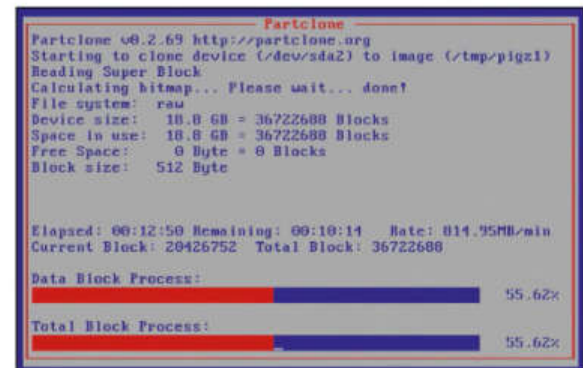 Partclone
Partclone v0.2.69 http://partclone.org
Starting to clone device (/dev/sda2) to image (/tmp/pigz1)
Reading Super Block
Calculating bitmap... Please wait... done!
File system: raw
Device size: 18.8 GB = 36722688 Blocks
Space in use: 18.8 GB = 36722688 Blocks
Free Space: 0 Byte = 0 Blocks
Block size: 512 Byte
Elapsed: 00:12:50 Remaining: 00:10:14 Rate: 814.95MB/min
Current Block: 20426752 Total Block: 36722688
Data Block Process:
55.62%
Total Block Process:
55.62%